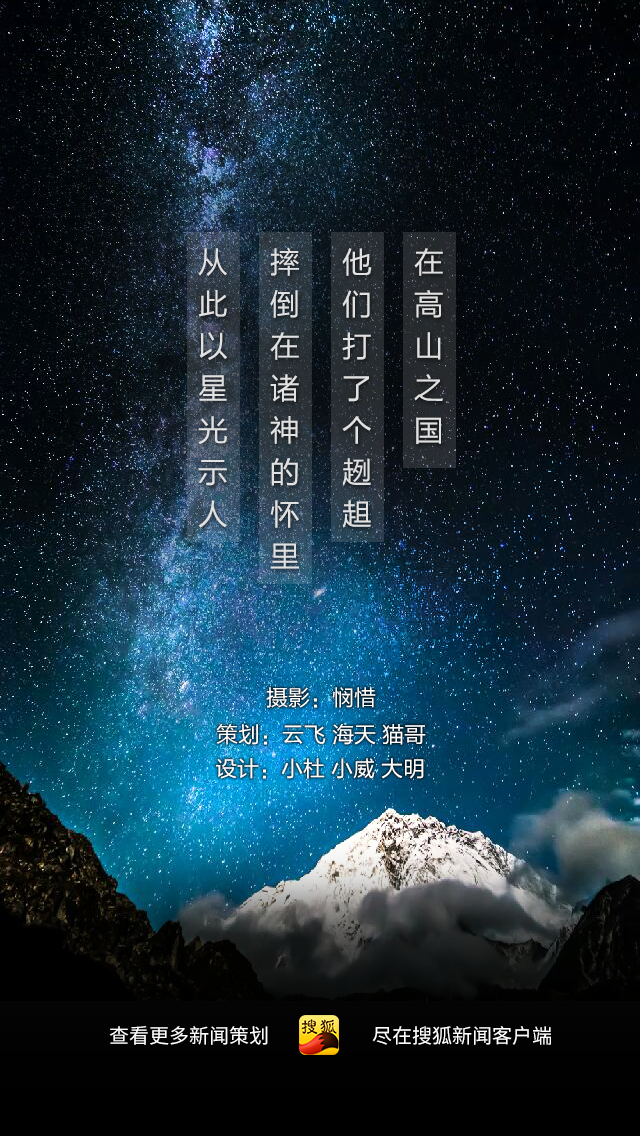 在高山之国
他们打了个趔趄
摔倒在诸神的怀里
从此以星光示人
摄影：悯惜
策划：云飞 海天 猫哥
设计：小杜 小威 大明
查看更多新闻策划 搜狐 尽在搜狐新闻客户端